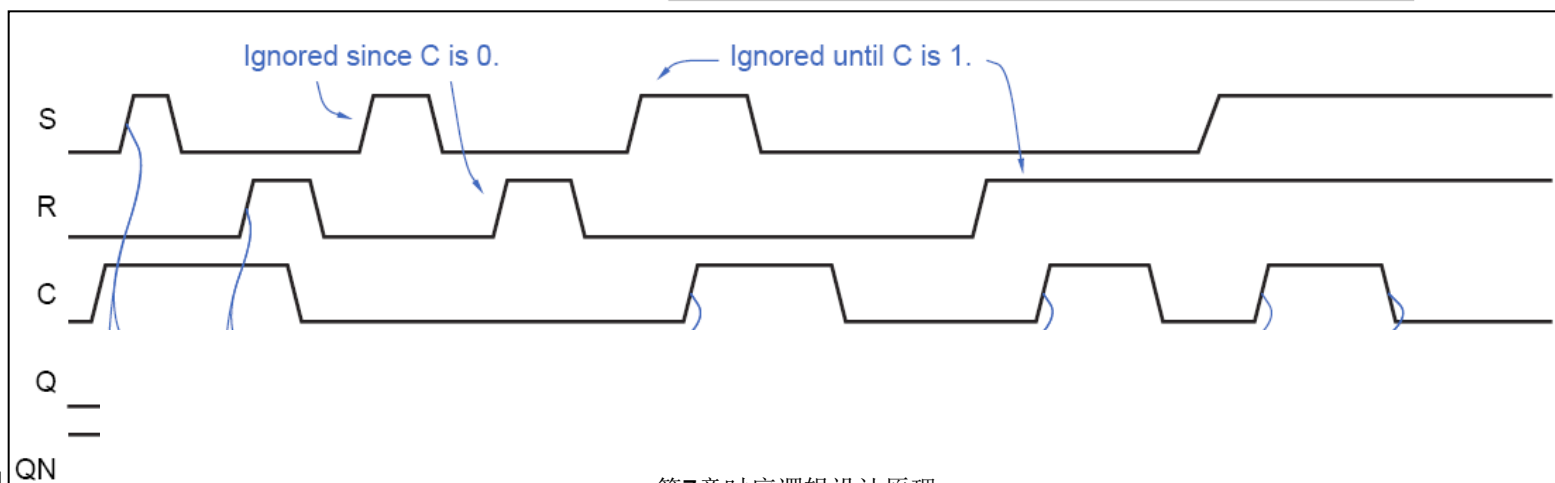 Ignored since C is 0.
Ignored until C is 1.
S
R
C
Q
QN